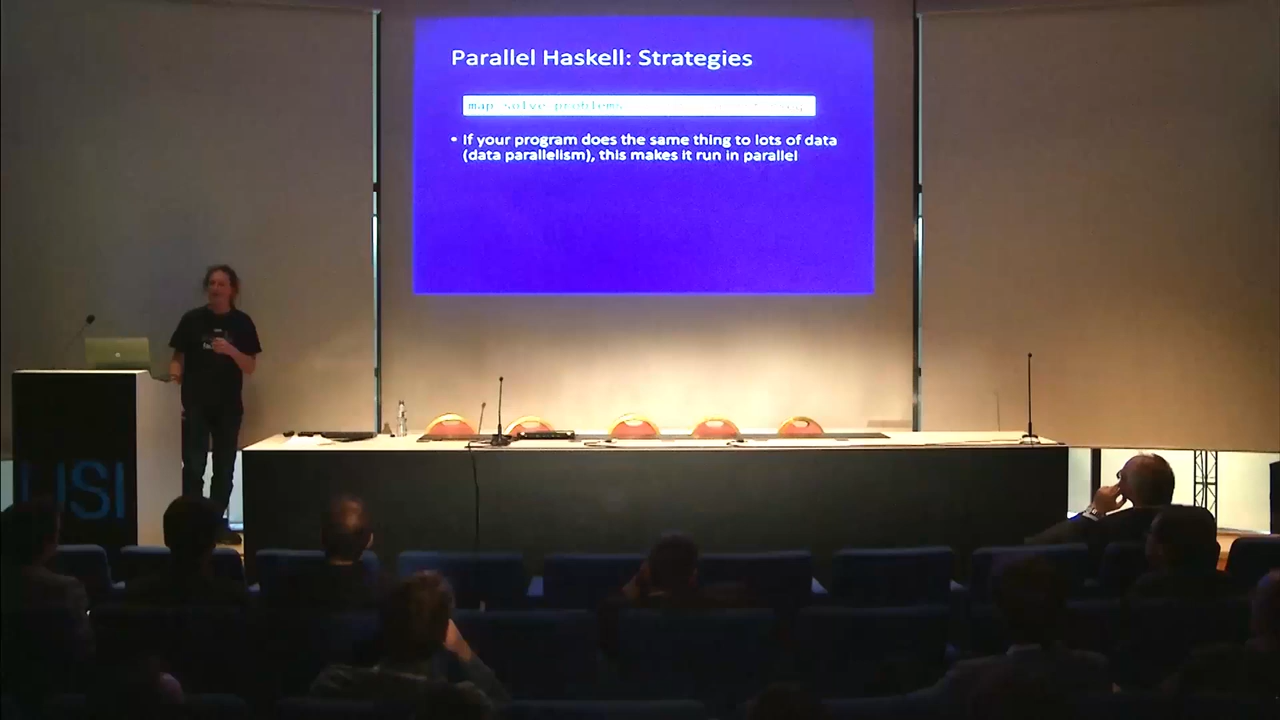 Parallel Haskell: Strategies
map solve problems
• If your program does the same thing to lots of data
(data parallelism), this makes it run in parallel
USI